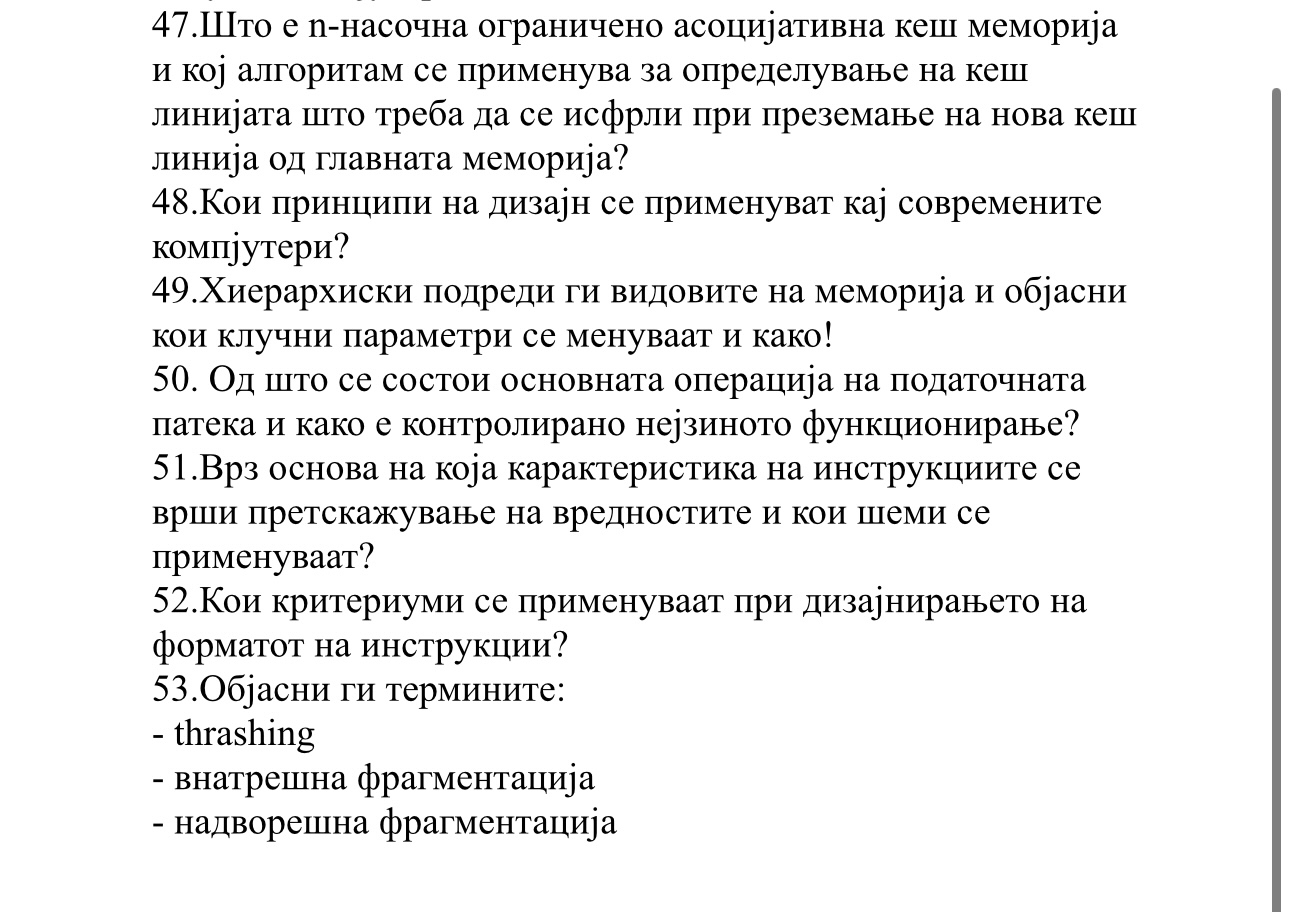 47.Што е n-насочна ограничено асоцијативна кеш меморија
и кој алгоритам се применува за определување на кеш
линијата што треба да се исфрли при преземање на нова кеш
линија од главната меморија?
48.Кои принципи на дизајн се применуват кај современите
компјутери?
49.Хиерархиски подреди ги видовите на меморија и објасни
кои клучни параметри се менуваат и како!
50. Од што се состои основната операција на податочната
патека и како е контролирано нејзиното функционирање?
51.Врз основа на која карактеристика на инструкциите се
врши претскажување на вредностите и кои шеми се
применуваат?
52.Кои критериуми се применуваат при дизајнирањето на
форматот на инструкции?
53.Објасни ги термините:
- thrashing
- внатрешна фрагментација
- надворешна фрагментација